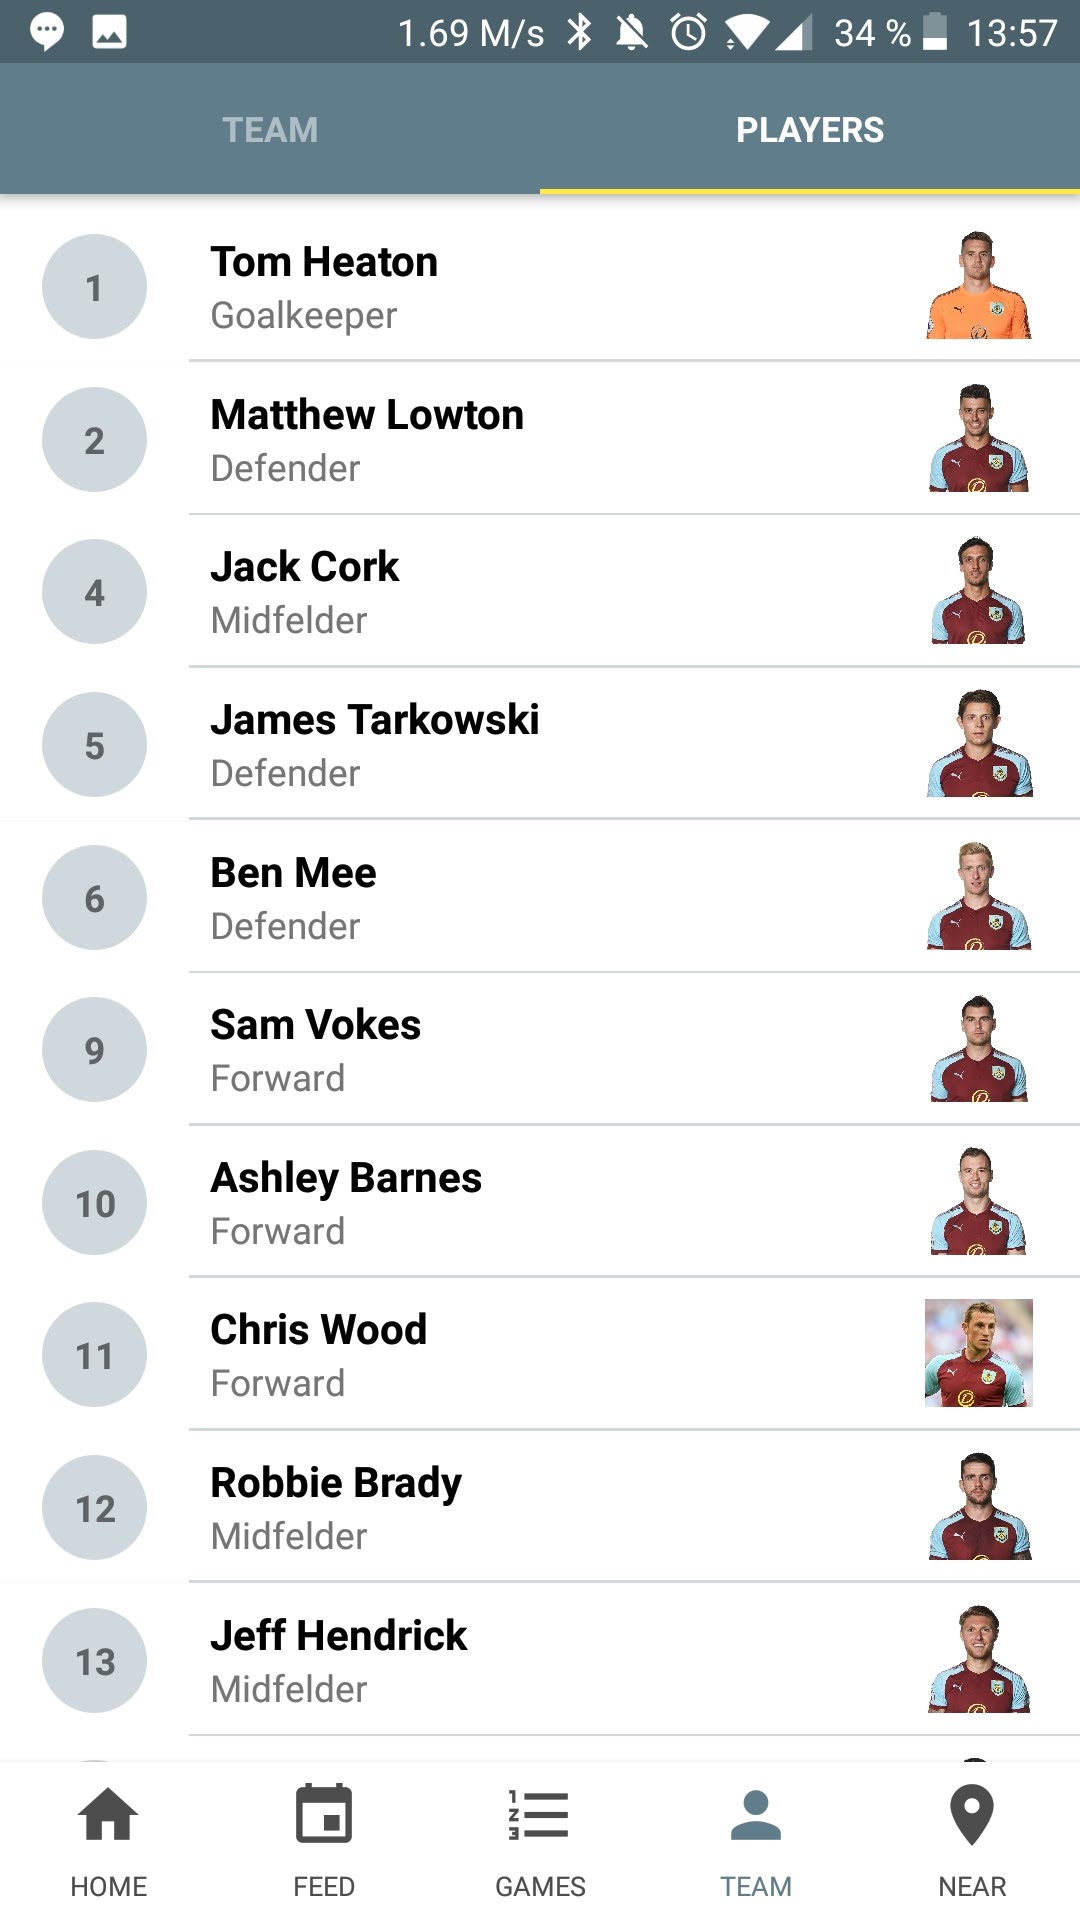 1.69 M/s 34 % 13:57
TEAM PLAYERS
1 Tom Heaton
Goalkeeper
2 Matthew Lowton
Defender
4 Jack Cork
Midfelder
5 James Tarkowski
Defender
6 Ben Mee
Defender
9 Sam Vokes
Forward
10 Ashley Barnes
Forward
11 Chris Wood
Forward
12 Robbie Brady
Midfelder
13 Jeff Hendrick
Midfelder
HOME FEED GAMES TEAM NEAR